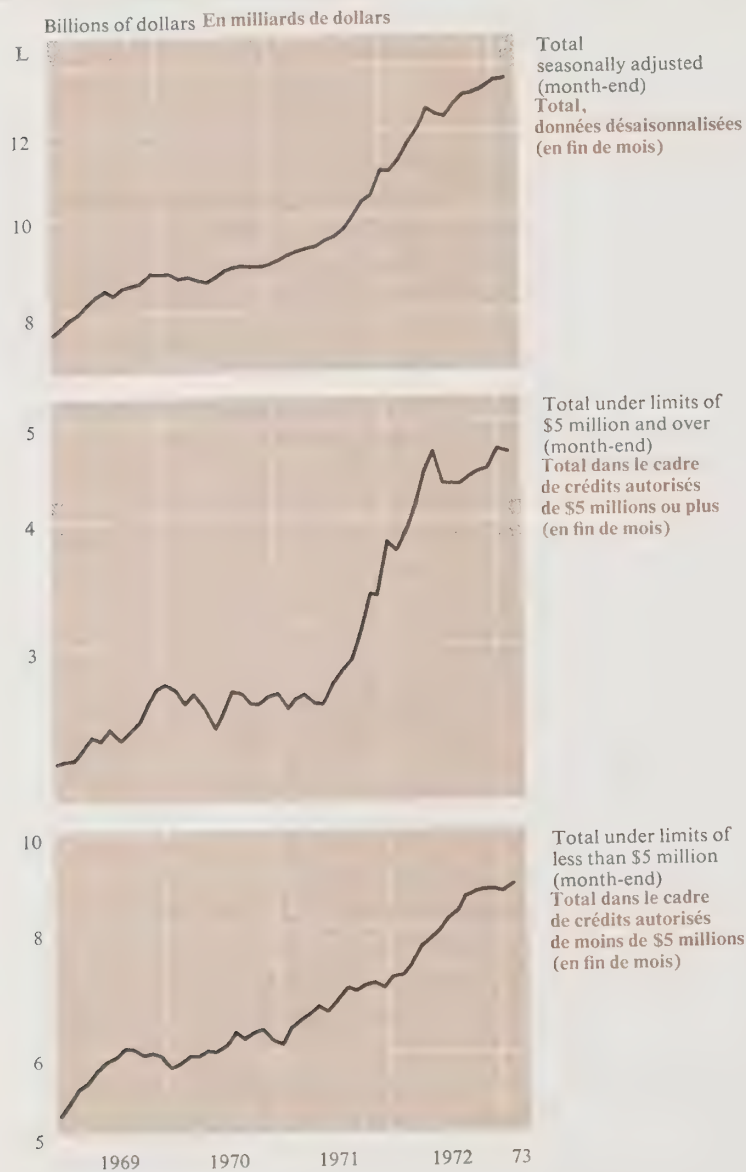 Billions of dollars En milliards de dollars
L
12
10
8
Total
seasonally adjusted
(month-end)
Total,
données désaisonnalisées
(en fin de mois)
5
4
3
Total under limits of
$5 million and over
(month-end)
Total dans le cadre
de crédits autorisés
de $5 millions ou plus
(en fin de mois)
10
8
6
5
Total under limits of
less than $5 million
(month-end)
Total dans le cadre
de crédits autorisés
de moins de $5 millions
(en fin de mois)
1969 1970 1971 1972 73